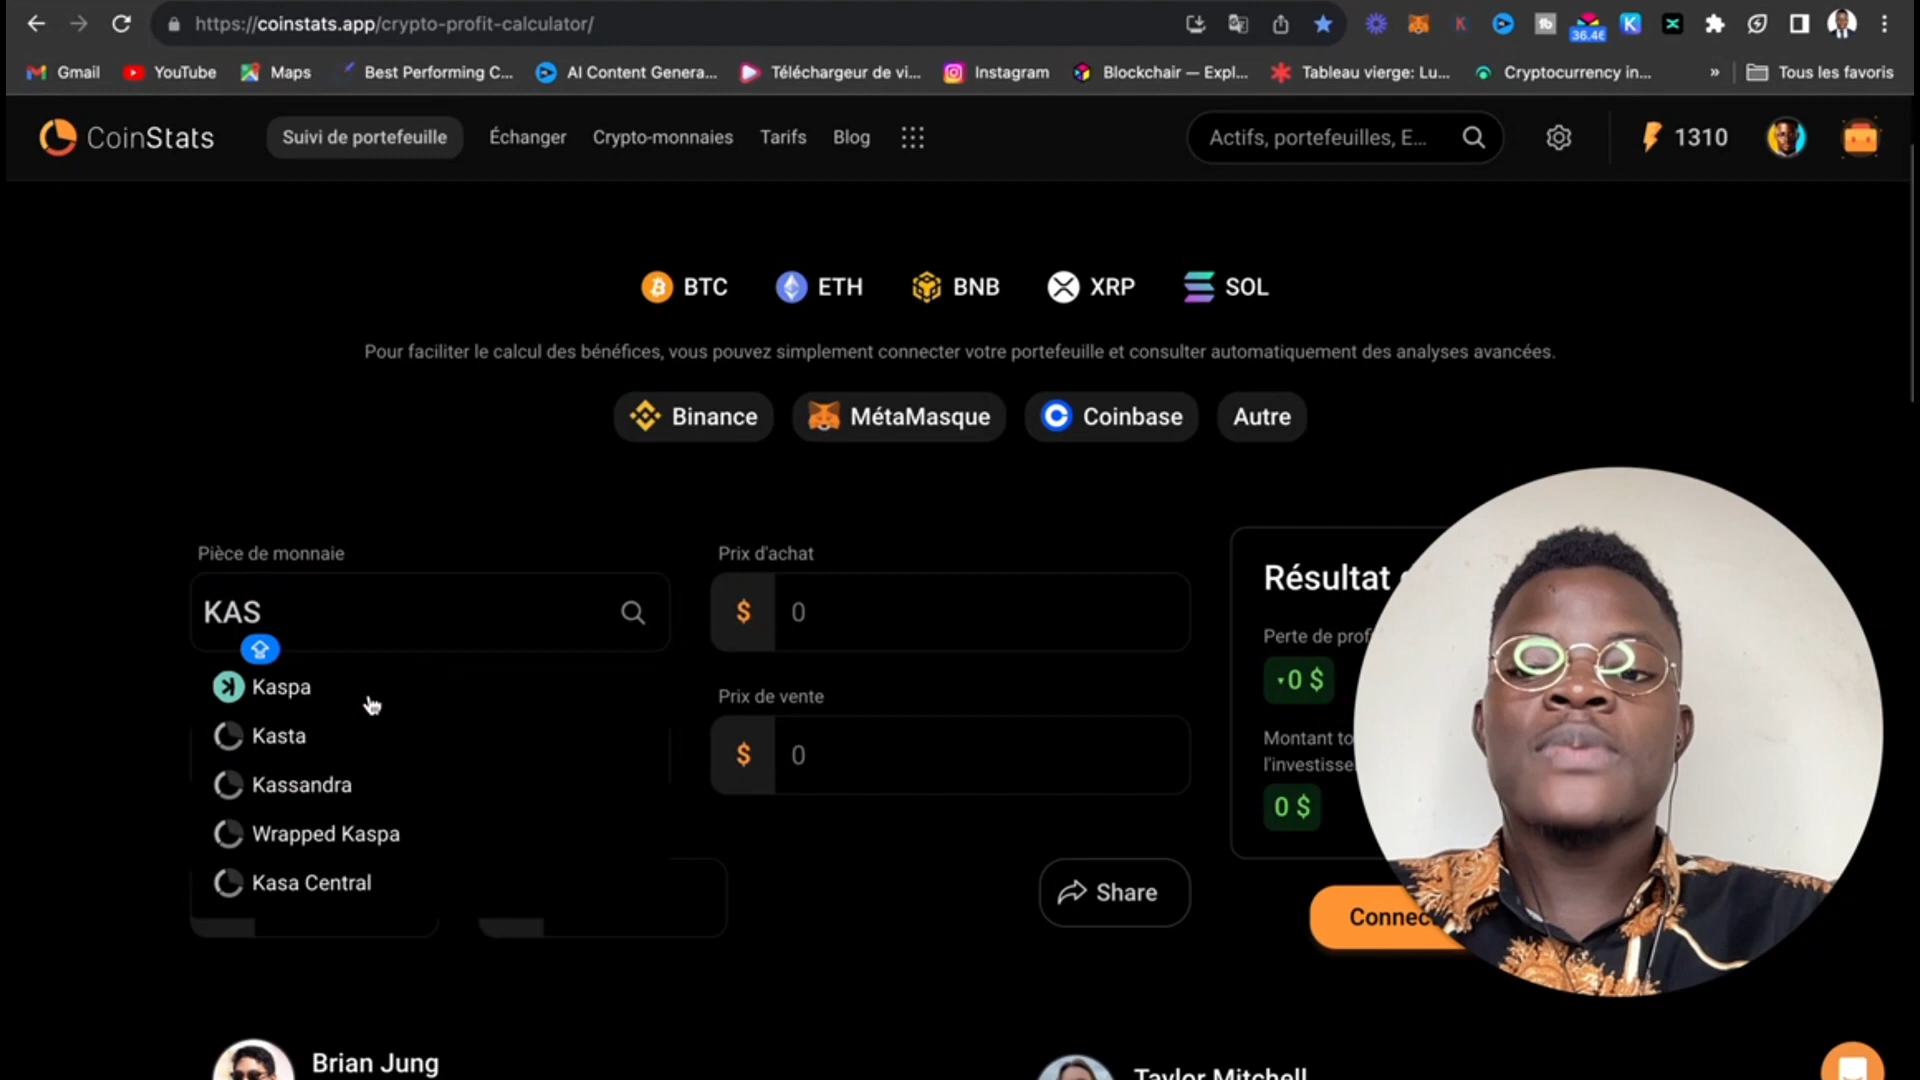 https://coinstats.app/crypto-profit-calculator/
36.4€
Gmail
YouTube
Maps
Best Performing C...
AI Content Genera...
Téléchargeur de vi...
Instagram
Blockchair — Expl...
Tableau vierge: Lu...
Cryptocurrency in...
»
Tous les favoris
CoinStats
Suivi de portefeuille
Échanger
Crypto-monnaies
Tarifs
Blog
Actifs, portefeuilles, E...
1310
BTC
ETH
BNB
XRP
SOL
Pour faciliter le calcul des bénéfices, vous pouvez simplement connecter votre portefeuille et consulter automatiquement des analyses avancées.
Binance
MétaMasque
Coinbase
Autre
Pièce de monnaie
KAS
Kaspa
Kasta
Kassandra
Wrapped Kaspa
Kasa Central
Prix d'achat
$ 0
Prix de vente
$ 0
Share
Résultat
Perte de prof
0 $
Montant to
l'investisse
0 $
Connec
Brian Jung
Taylor Mitchell